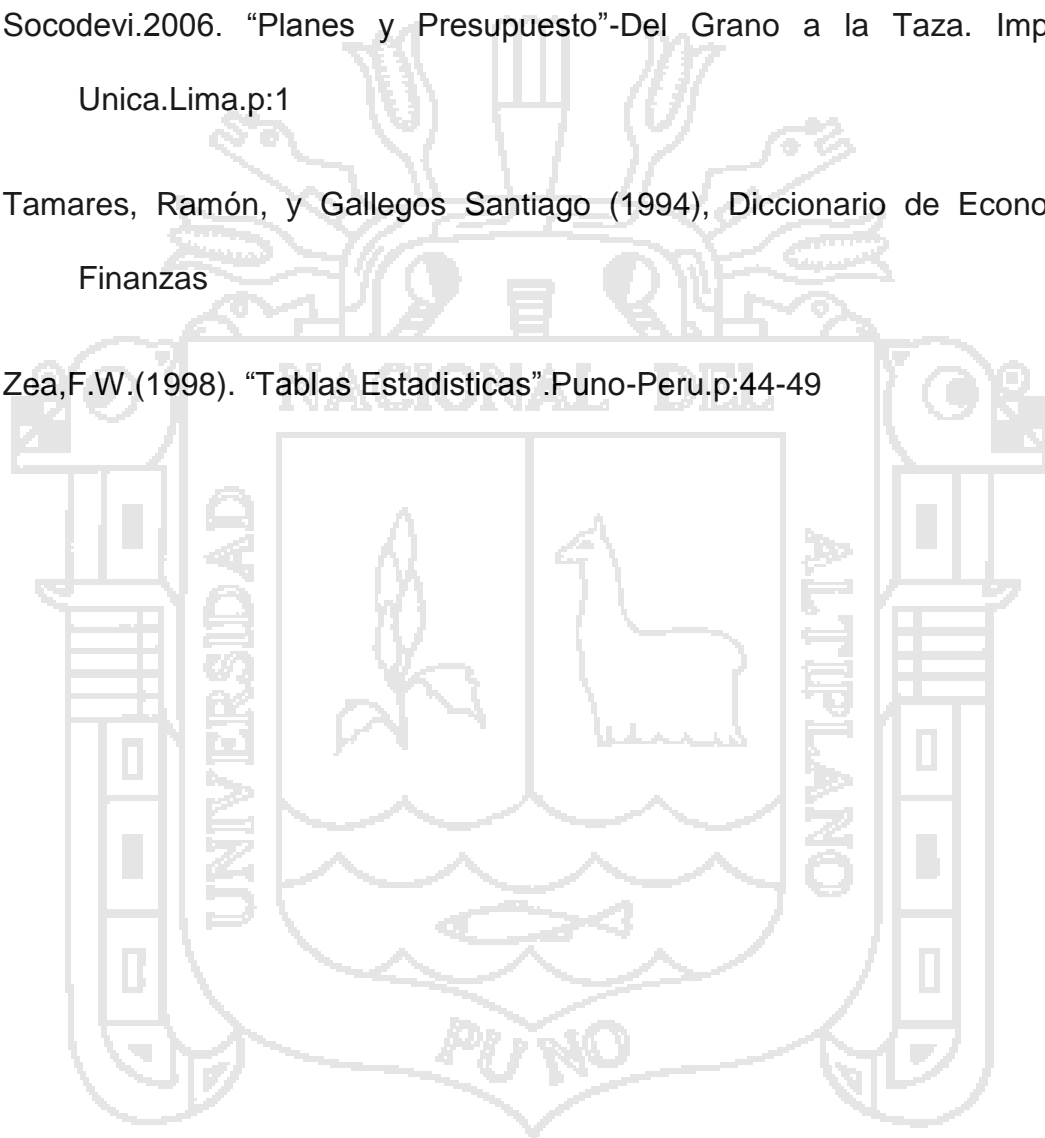 Socodevi.2006. “Planes y Presupuesto”-Del Grano a la Taza. Imp
Unica.Lima.p:1
Tamares, Ramón, y Gallegos Santiago (1994), Diccionario de Econo
Finanzas
Zea,F.W.(1998). “Tablas Estadisticas”.Puno-Peru.p:44-49
NACIONAL DEL
UNIVERSIDAD
ALTIPLANO
PUNO